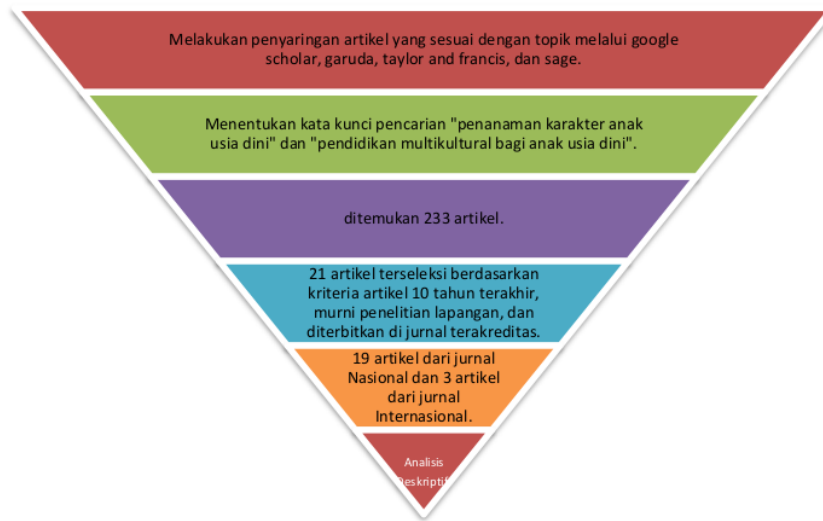 Melakukan penyaringan artikel yang sesuai dengan topik melalui google
scholar, garuda, taylor and francis, dan sage.
Menentukan kata kunci pencarian "penanaman karakter anak
usia dini" dan "pendidikan multikultural bagi anak usia dini".
ditemukan 233 artikel.
21 artikel terseleksi berdasarkan
kriteria artikel 10 tahun terakhir,
murni penelitian lapangan, dan
diterbitkan di jurnal terakreditas.
19 artikel dari jurnal
Nasional dan 3 artikel
dari jurnal
Internasional.
Analisis
Deskriptif